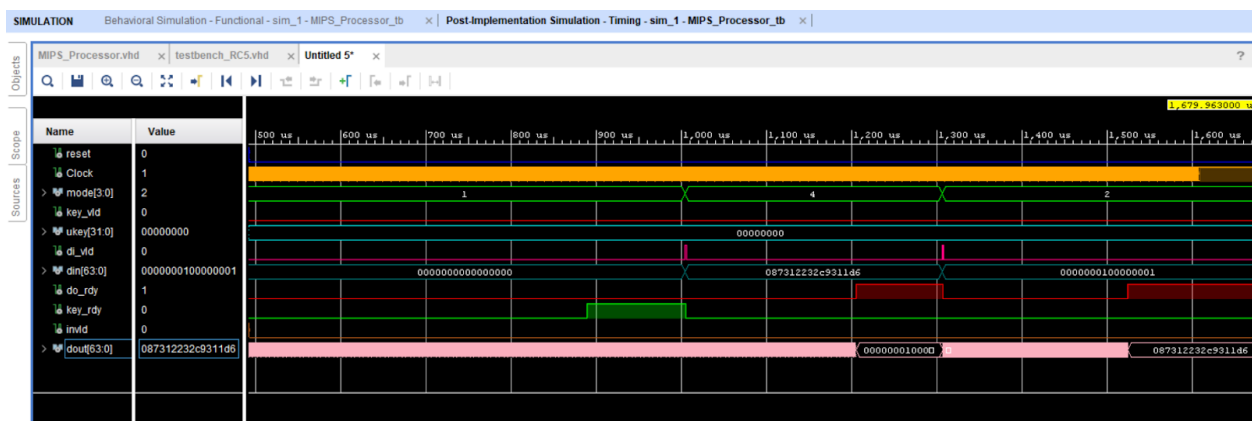 SIMULATION Behavioral Simulation - Functional - sim_1 - MIPS_Processor_tb × Post-Implementation Simulation - Timing - sim_1 - MIPS_Processor_tb ×
MIPS_Processor.vhd × testbench_RC5.vhd × Untitled 5* × ?
Objects
Scope
Sources
1,679.963000 u
Name Value 500 us 600 us 700 us 800 us 900 us 1,000 us 1,100 us 1,200 us 1,300 us 1,400 us 1,500 us 1,600 us
reset 0
Clock 1
mode[3:0] 2 1 4 2
key_vld 0
ukey[31:0] 00000000 00000000
di_vld 0
din[63:0] 0000000100000001 0000000000000000 087312232c9311d6 0000000100000001
do_rdy 1
key_rdy 0
invld 0
dout[63:0] 087312232c9311d6 00000001000 087312232c9311d6